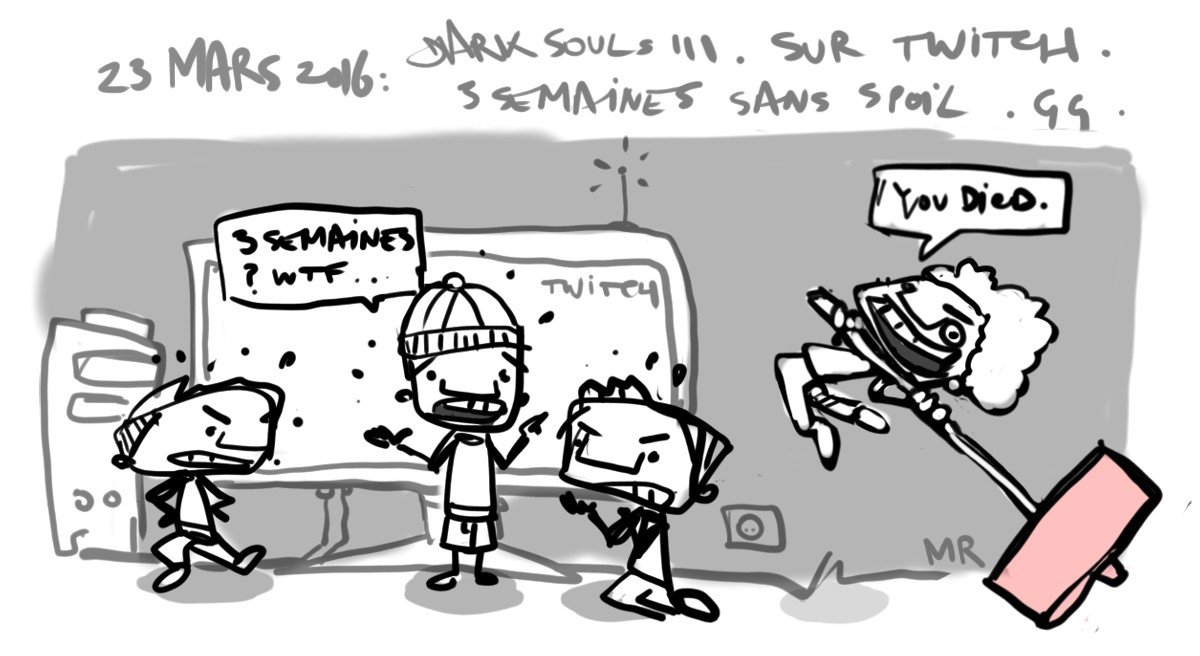 23 MARS 2016: DARK SOULS III. SUR TWITCH.
3 SEMAINES SANS SPOIL. GG.
YOU DIED.
3 SEMAINES
? WTF...
TWITCH
MR